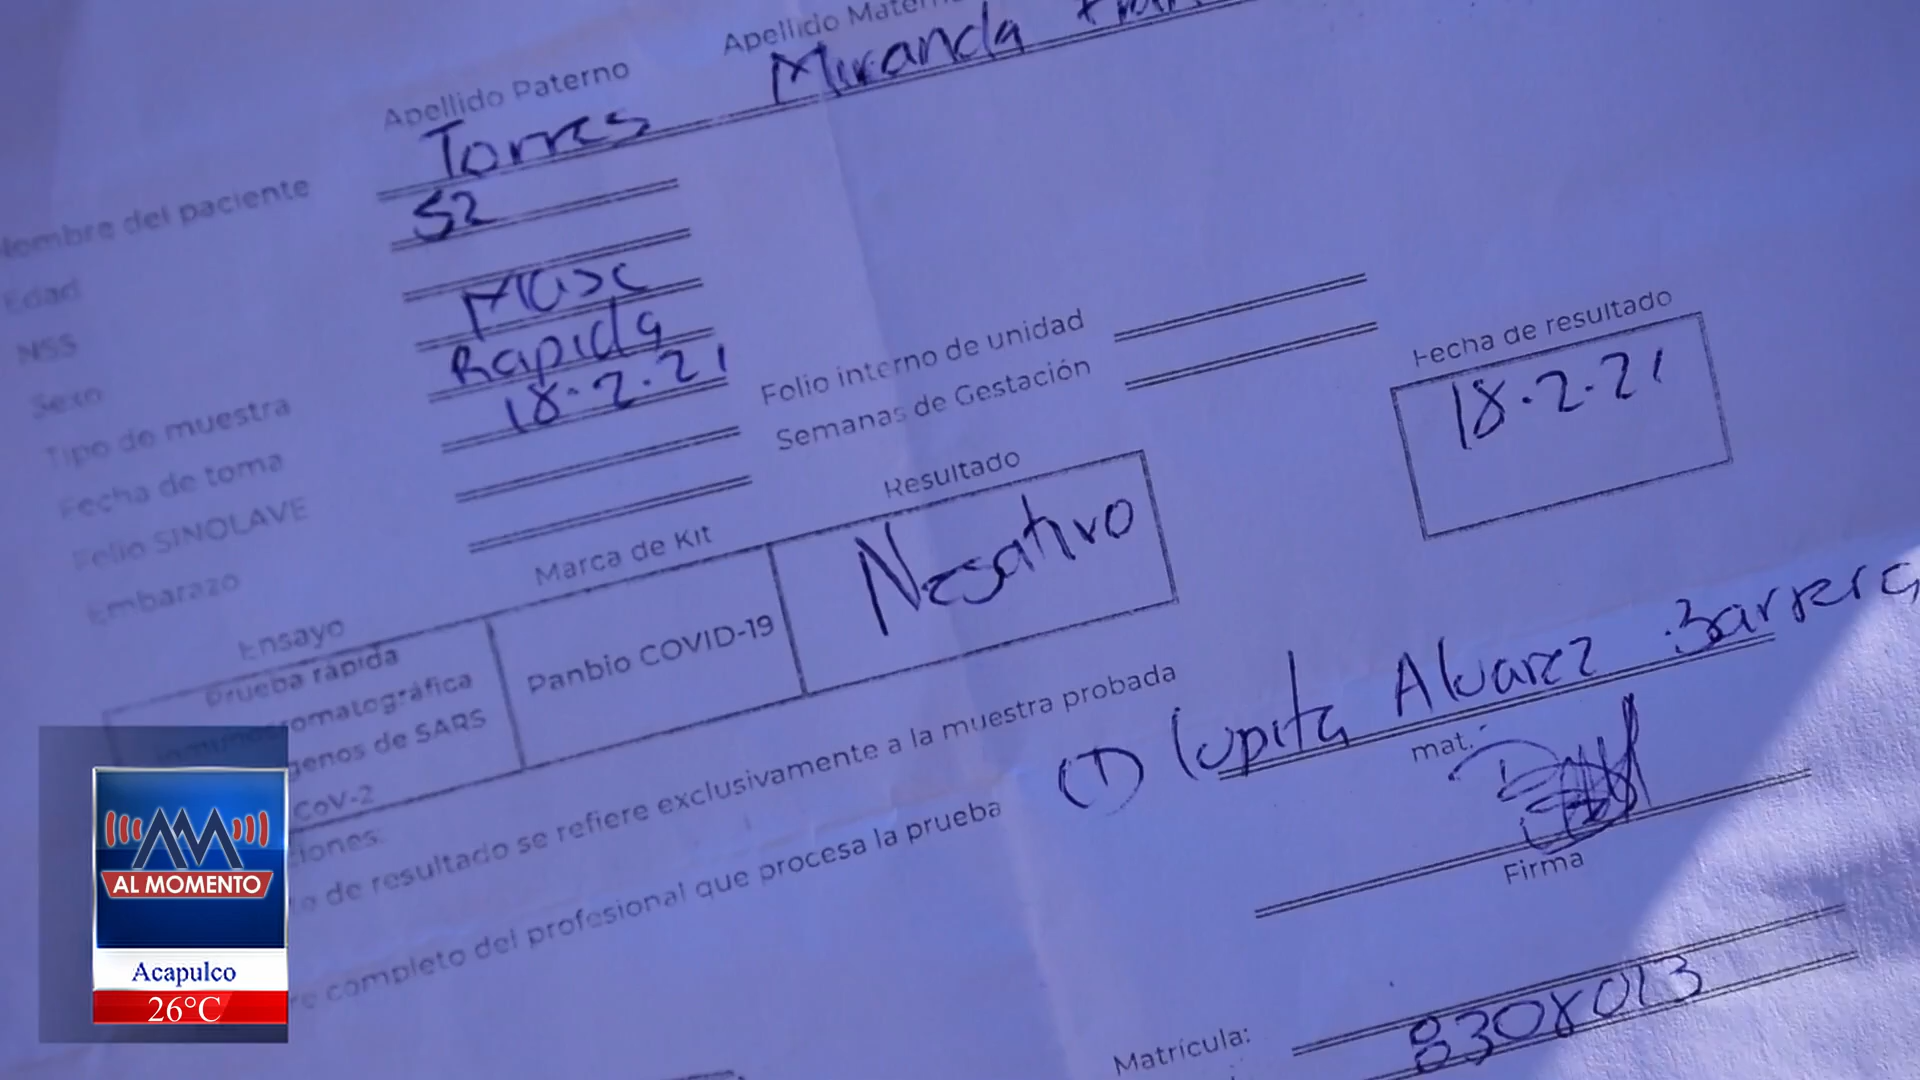 Apellido Paterno Apellido Matern
Nombre del paciente Torres Miranda
Edad 52
NSS
Sexo Masc
Tipo de muestra Rapida
Fecha de toma 18.2.21 Folio interno de unidad
Folio SINOLAVE Semanas de Gestación
Embarazo
Fecha de resultado
18.2.21
Ensayo Marca de Kit Resultado
Prueba rápida
inmunocromatográfica
genos de SARS
CoV-2
Panbio COVID-19
Negativo
ciones:
de resultado se refiere exclusivamente a la muestra probada
completo del profesional que procesa la prueba
(T) lupita Alvarez Barrera
mat.
Firma
Matrícula: 8308013
AL MOMENTO
Acapulco
26°C